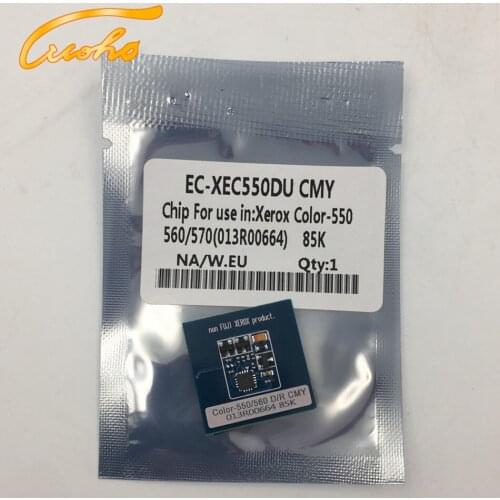 Cuoho
EC-XEC550DU CMY
Chip For use in:Xerox Color-550
560/570(013R00664) 85K
NA/W.EU Qty:1
non FUJI XEROX product.
Color-550/560 D/R CMY
013R00664 85K